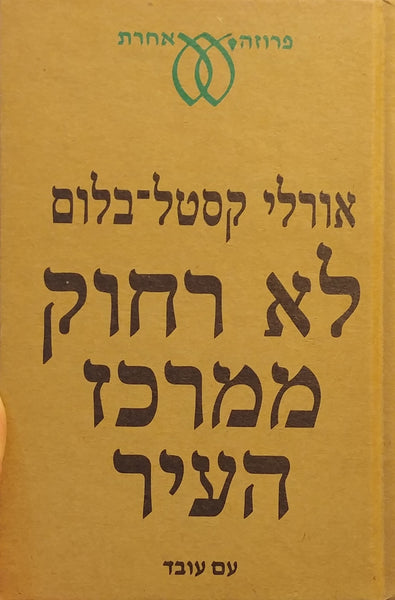 פרוזה אחרת
אורלי קסטל־בלום
לא רחוק
ממרכז
העיר
עם עובד